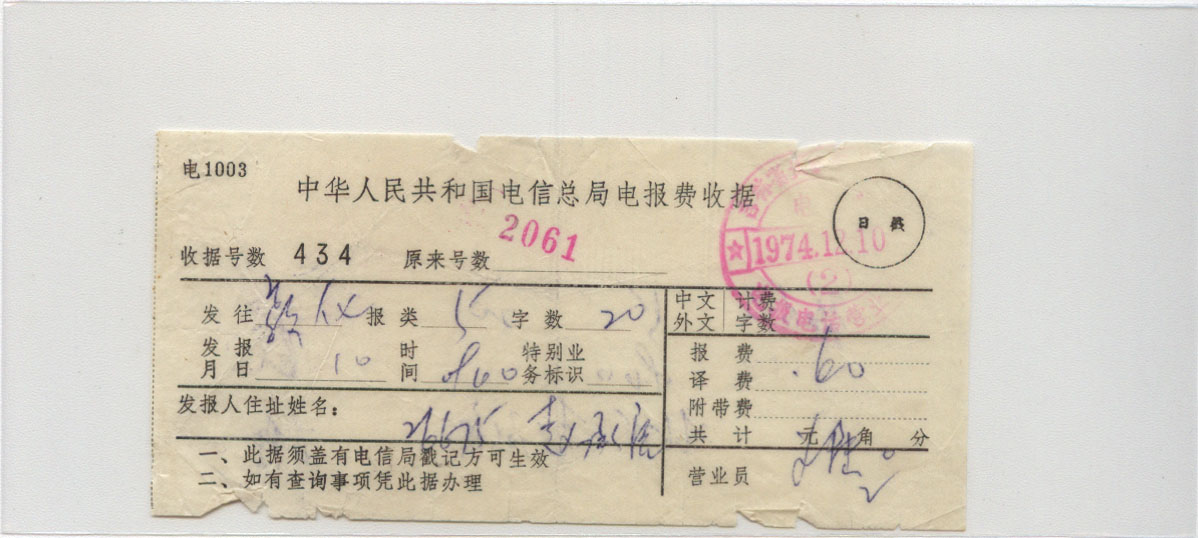 电1003
中华人民共和国电信总局电报费收据
2061
收据号数 434 原来号数
1974.12.10
(2)
日戳
发往 报类 5 字数 20
中文 计费
外文 字数
发报月日 10 时间 特别业务标识
报费 .60
译费
附带费
发报人住址姓名:
共计 元 角 分
一、此据须盖有电信局戳记方可生效
二、如有查询事项凭此据办理
营业员